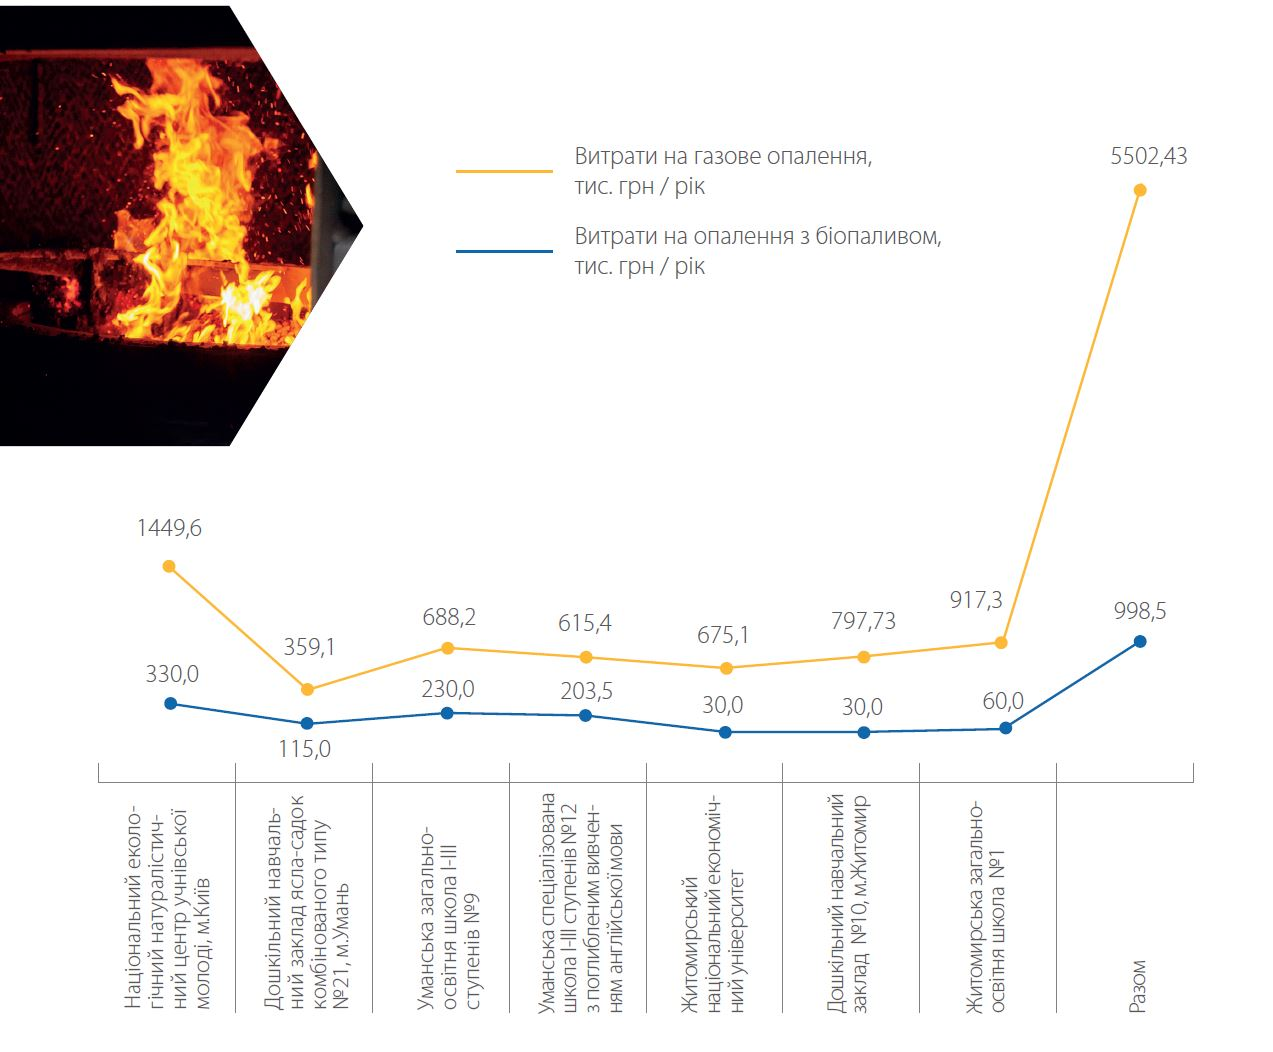 Витрати на газове опалення,
тис. грн / рік
Витрати на опалення з біопаливом,
тис. грн / рік
5502,43
1449,6
359,1
688,2
615,4
675,1
797,73
917,3
998,5
330,0
115,0
230,0
203,5
30,0
30,0
60,0
Національний еколо-
гічний натуралістич-
ний центр учнівської
молоді, м.Київ
Дошкільний навчаль-
ний заклад ясла-садок
комбінованого типу
№21, м.Умань
Уманська загально-
освітня школа І-ІІІ
ступенів №9
Уманська спеціалізована
школа І-ІІІ ступенів №12
з поглибленим вивчен-
ням англійської мови
Житомирський
національний економіч-
ний університет
Дошкільний навчальний
заклад №10, м.Житомир
Житомирська загально-
освітня школа №1
Разом